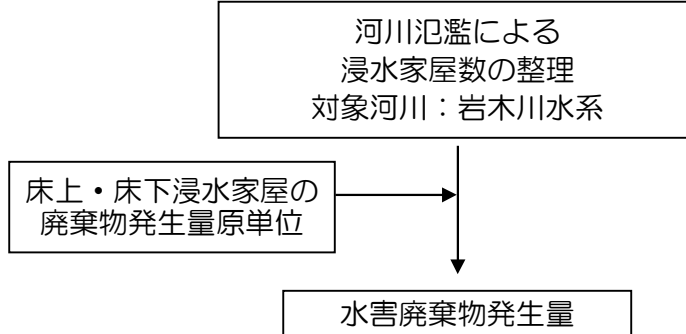 河川氾濫による
浸水家屋数の整理
対象河川：岩木川水系
床上・床下浸水家屋の
廃棄物発生量原単位
水害廃棄物発生量